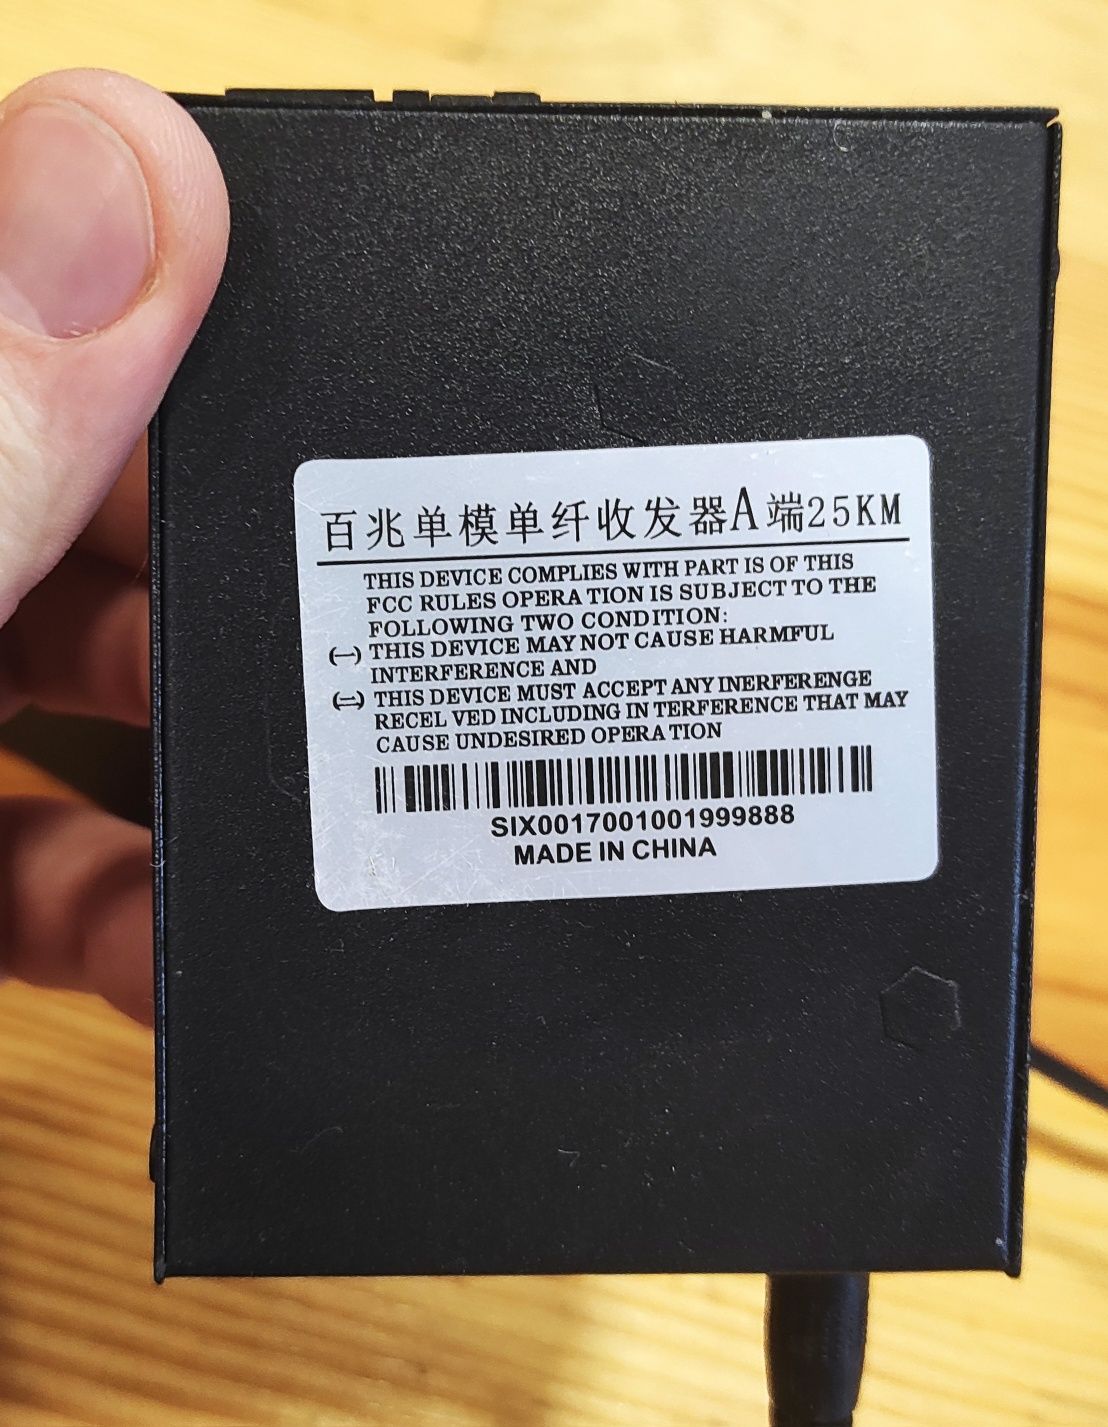 百兆单模单纤收发器A端25KM
THIS DEVICE COMPLIES WITH PART IS OF THIS
FCC RULES OPERA TION IS SUBJECT TO THE
FOLLOWING TWO CONDITION:
(一) THIS DEVICE MAY NOT CAUSE HARMFUL
INTERFERENCE AND
(二) THIS DEVICE MUST ACCEPT ANY INERFERENGE
RECEL VED INCLUDING IN TERFERENCE THAT MAY
CAUSE UNDESIRED OPERA TION
SIX0017001001999888
MADE IN CHINA